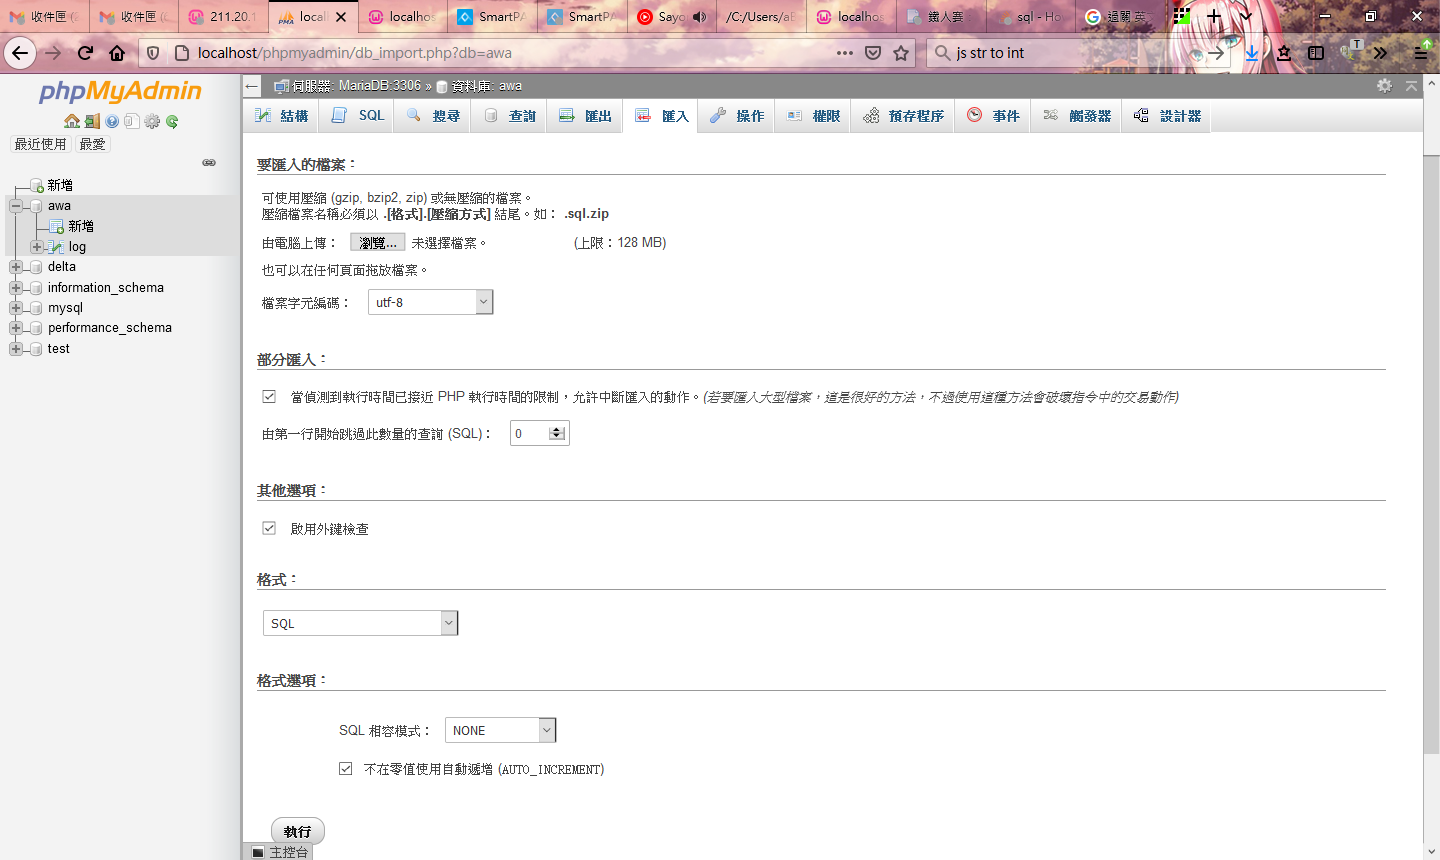 收件匣 (2
收件匣 (
211.20.1
locall
localhos
SmartPA
SmartPA
Sayo
/C:/Users/aE
localhos
鐵人賽
sql - Ho
過關 英
localhost/phpmyadmin/db_import.php?db=awa
js str to int
phpMyAdmin
最近使用 最愛
新增
awa
新增
log
delta
information_schema
mysql
performance_schema
test
伺服器: MariaDB:3306 » 資料庫: awa
結構 SQL 搜尋 查詢 匯出 匯入 操作 權限 預存程序 事件 觸發器 設計器
要匯入的檔案：
可使用壓縮 (gzip, bzip2, zip) 或無壓縮的檔案。
壓縮檔案名稱必須以 .[格式].[壓縮方式] 結尾。如： .sql.zip
由電腦上傳： 瀏覽... 未選擇檔案。 (上限：128 MB)
也可以在任何頁面拖放檔案。
檔案字元編碼： utf-8
部分匯入：
當偵測到執行時間已接近 PHP 執行時間的限制，允許中斷匯入的動作。(若要匯入大型檔案，這是很好的方法，不過使用這種方法會破壞指令中的交易動作)
由第一行開始跳過此數量的查詢 (SQL)： 0
其他選項：
啟用外鍵檢查
格式：
SQL
格式選項：
SQL 相容模式： NONE
不在零值使用自動遞增 (AUTO_INCREMENT)
執行
主控台